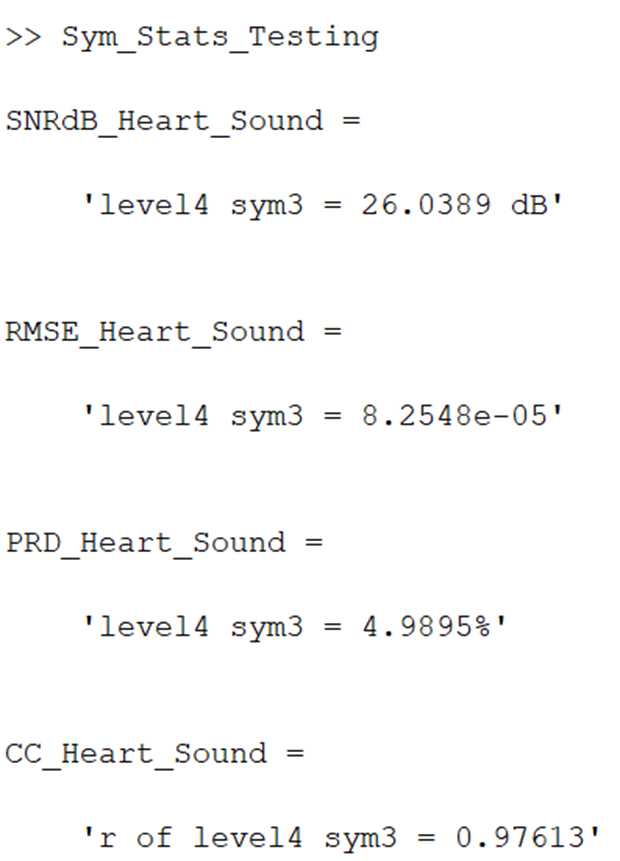 >> Sym_Stats_Testing
SNRdB_Heart_Sound =
'level4 sym3 = 26.0389 dB'
RMSE_Heart_Sound =
'level4 sym3 = 8.2548e-05'
PRD_Heart_Sound =
'level4 sym3 = 4.9895%'
CC_Heart_Sound =
'r of level4 sym3 = 0.97613'